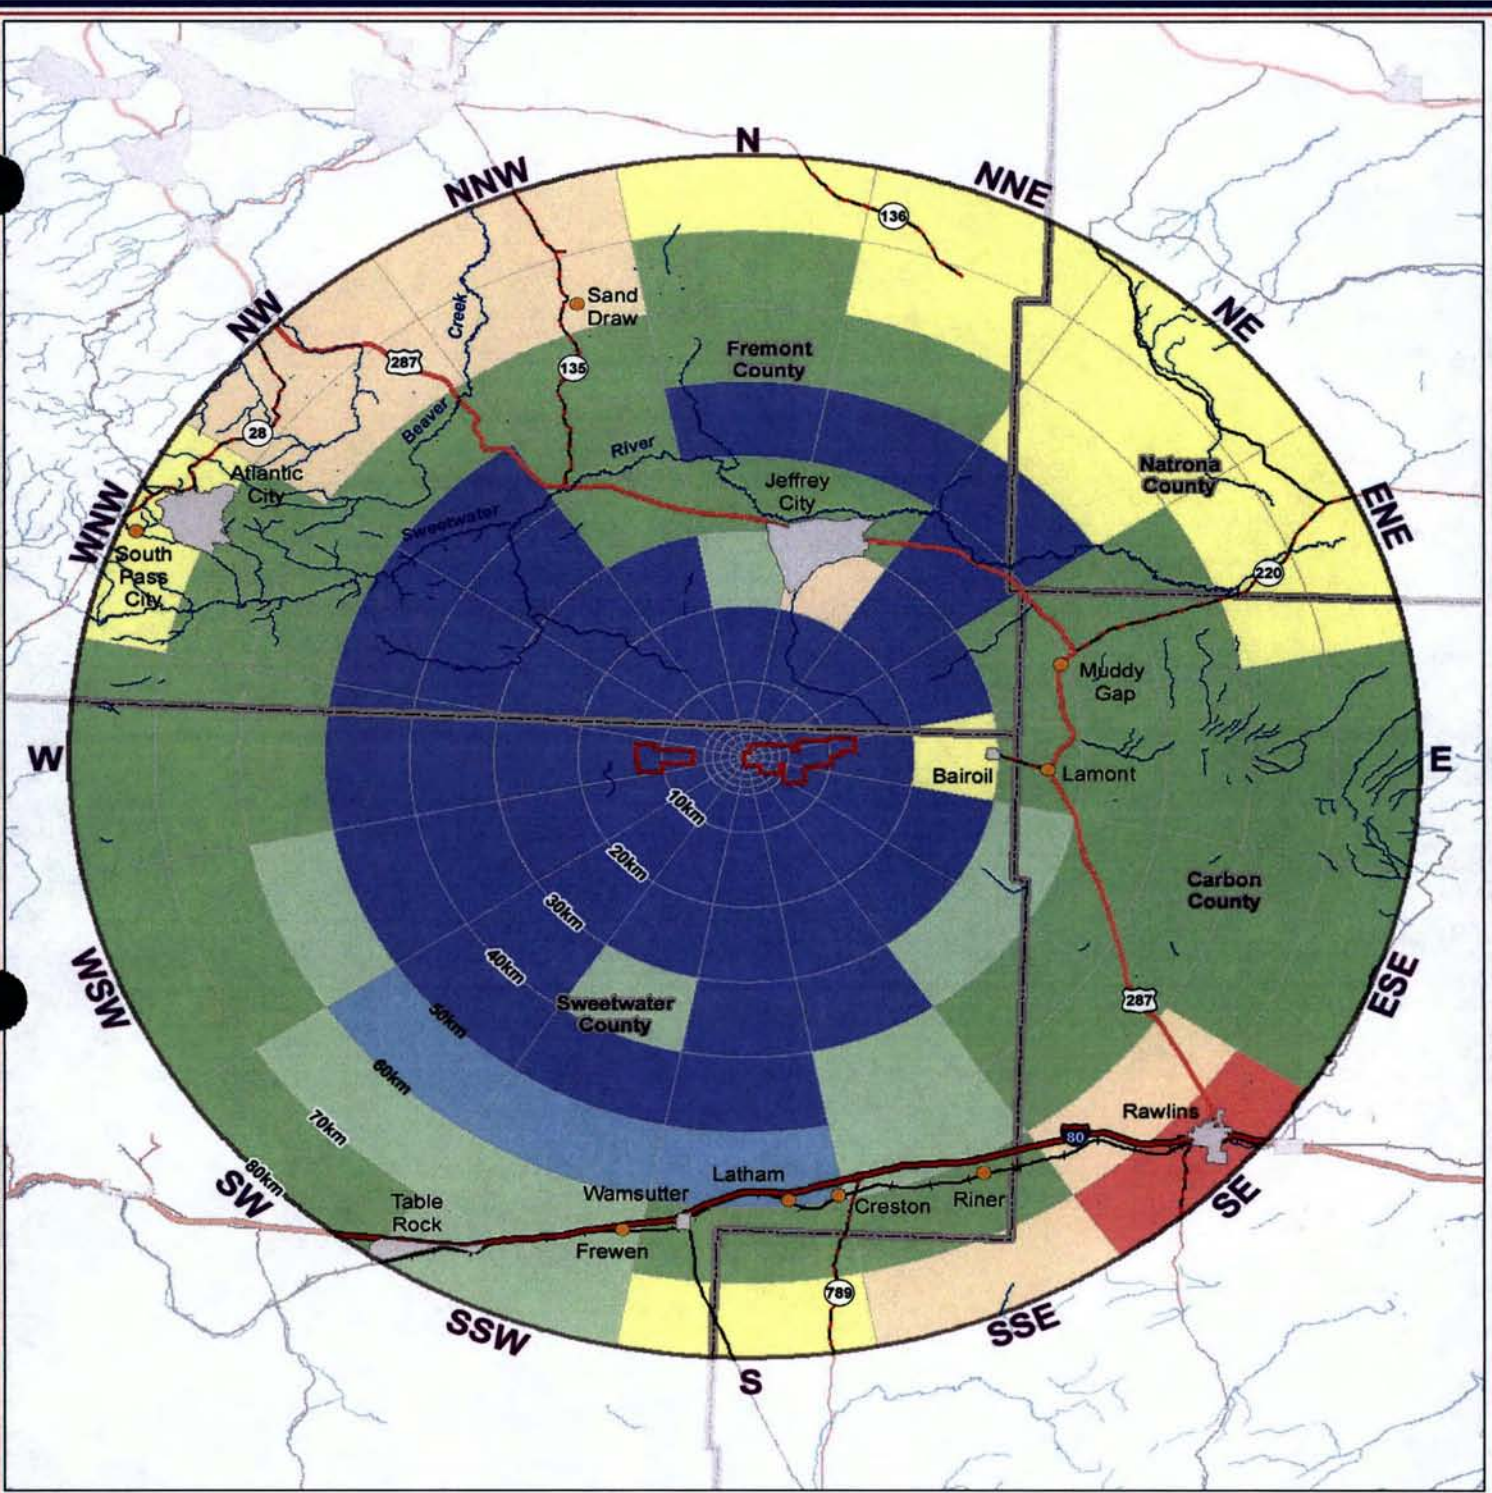 N
NNW
NNE
136
NW
Creek
Sand
Draw
NE
287
135
Fremont
County
28
Beaver
River
Atlantic
City
Jeffrey
City
Natrona
County
WNW
Sweetwater
ENE
South
Pass
City
220
Muddy
Gap
W
Bairoil
Lamont
E
10km
20km
30km
40km
50km
60km
70km
80km
Carbon
County
WSW
Sweetwater
County
287
ESE
Rawlins
80
SW
Table
Rock
Wamsutter
Latham
Creston
Riner
SE
Frewen
789
SSW
SSE
S